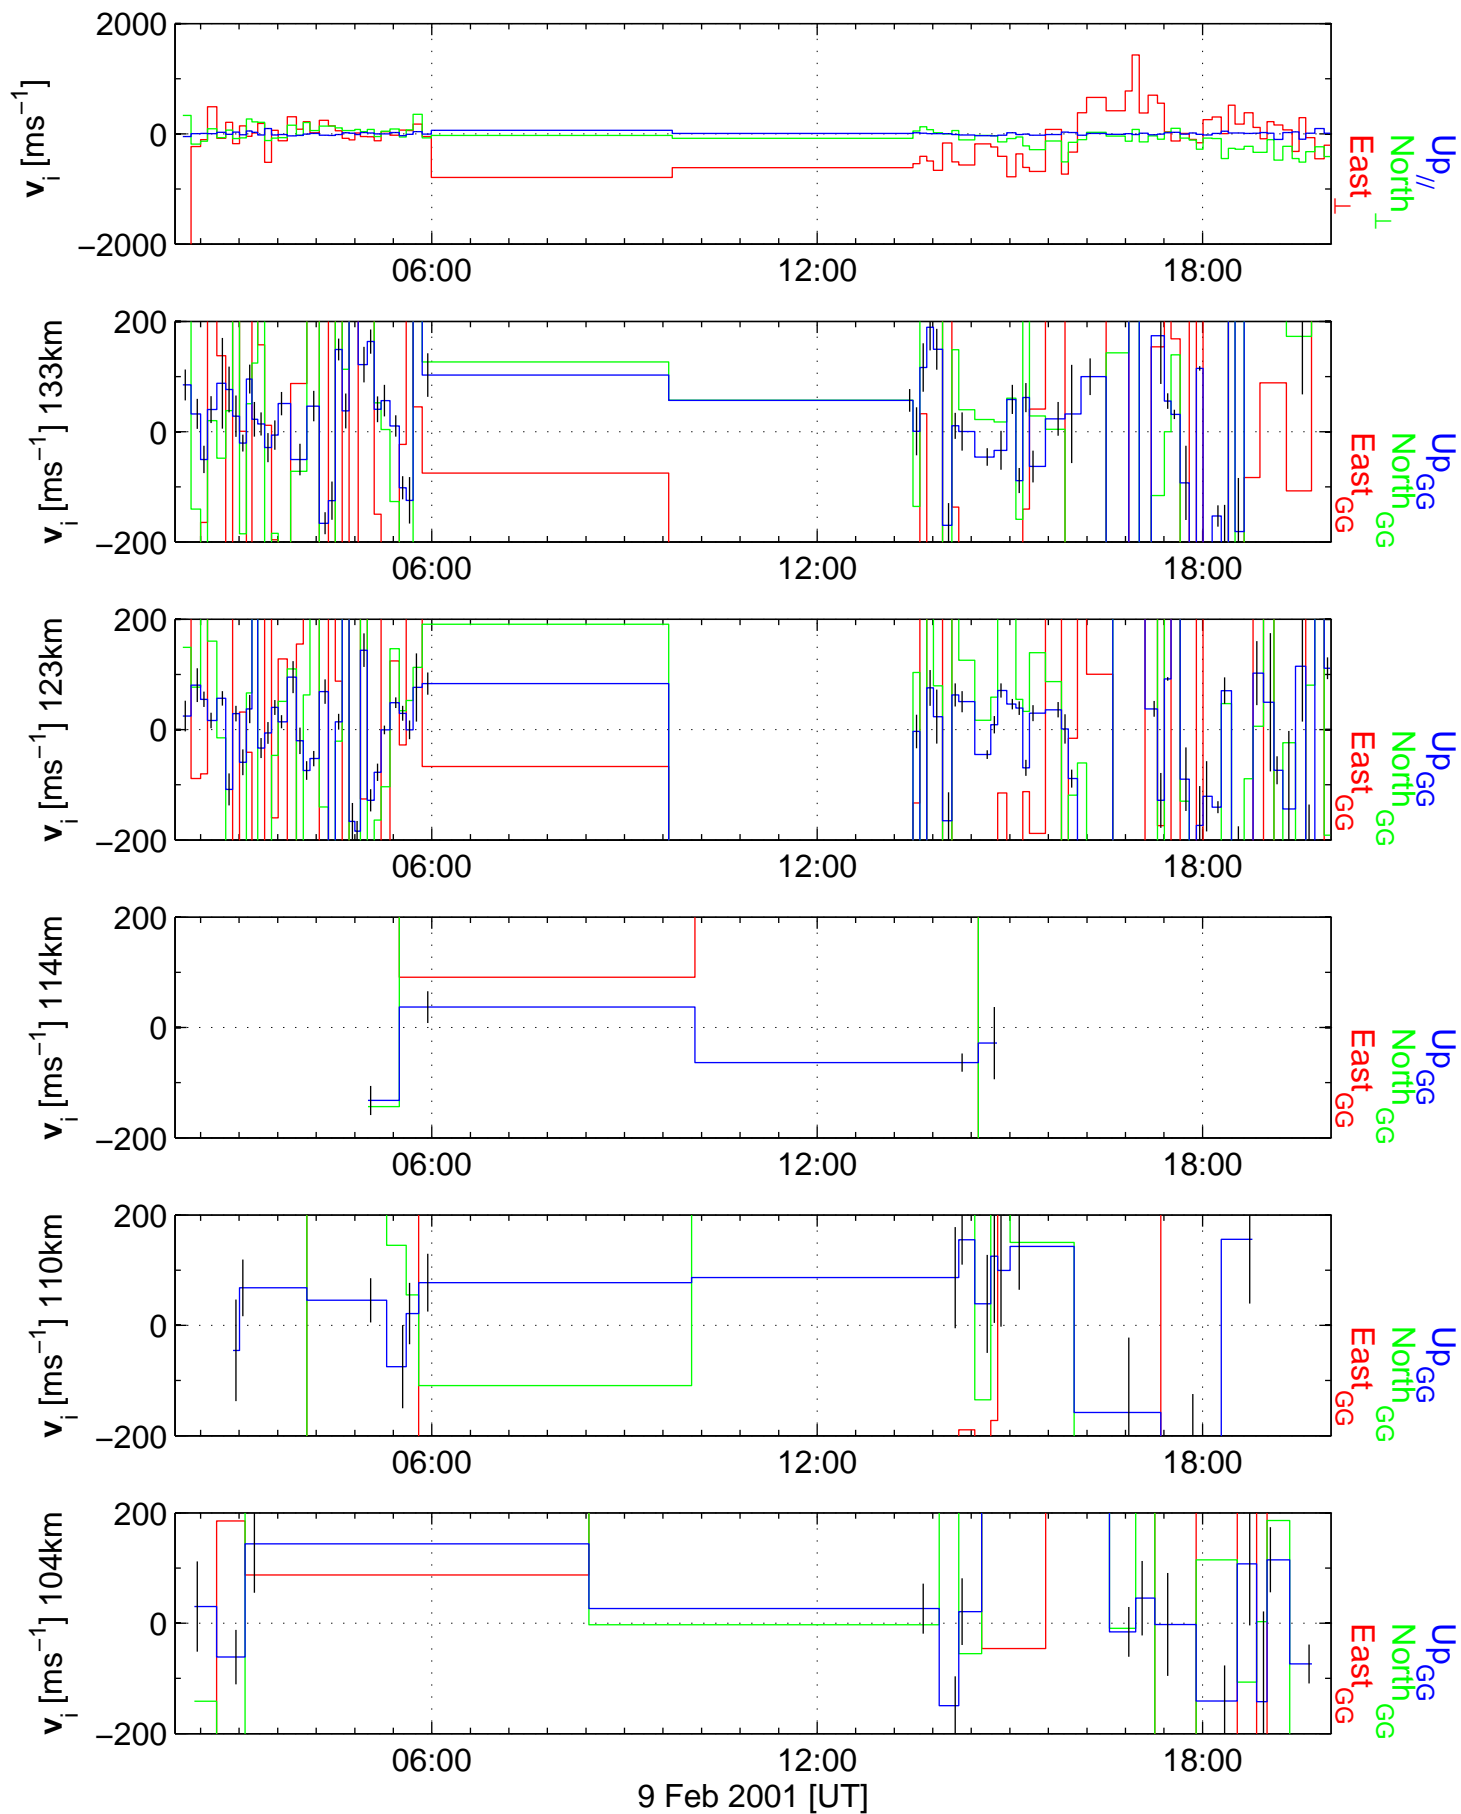 2000
0
−2000
v_i [ms⁻¹]
06:00 12:00 18:00
East_⊥
North_⊥
Up_//
200
0
−200
v_i [ms⁻¹] 133km
06:00 12:00 18:00
East_GG
North_GG
Up_GG
200
0
−200
v_i [ms⁻¹] 123km
06:00 12:00 18:00
East_GG
North_GG
Up_GG
200
0
−200
v_i [ms⁻¹] 114km
06:00 12:00 18:00
East_GG
North_GG
Up_GG
200
0
−200
v_i [ms⁻¹] 110km
06:00 12:00 18:00
East_GG
North_GG
Up_GG
200
0
−200
v_i [ms⁻¹] 104km
06:00 12:00 18:00
East_GG
North_GG
Up_GG
9 Feb 2001 [UT]